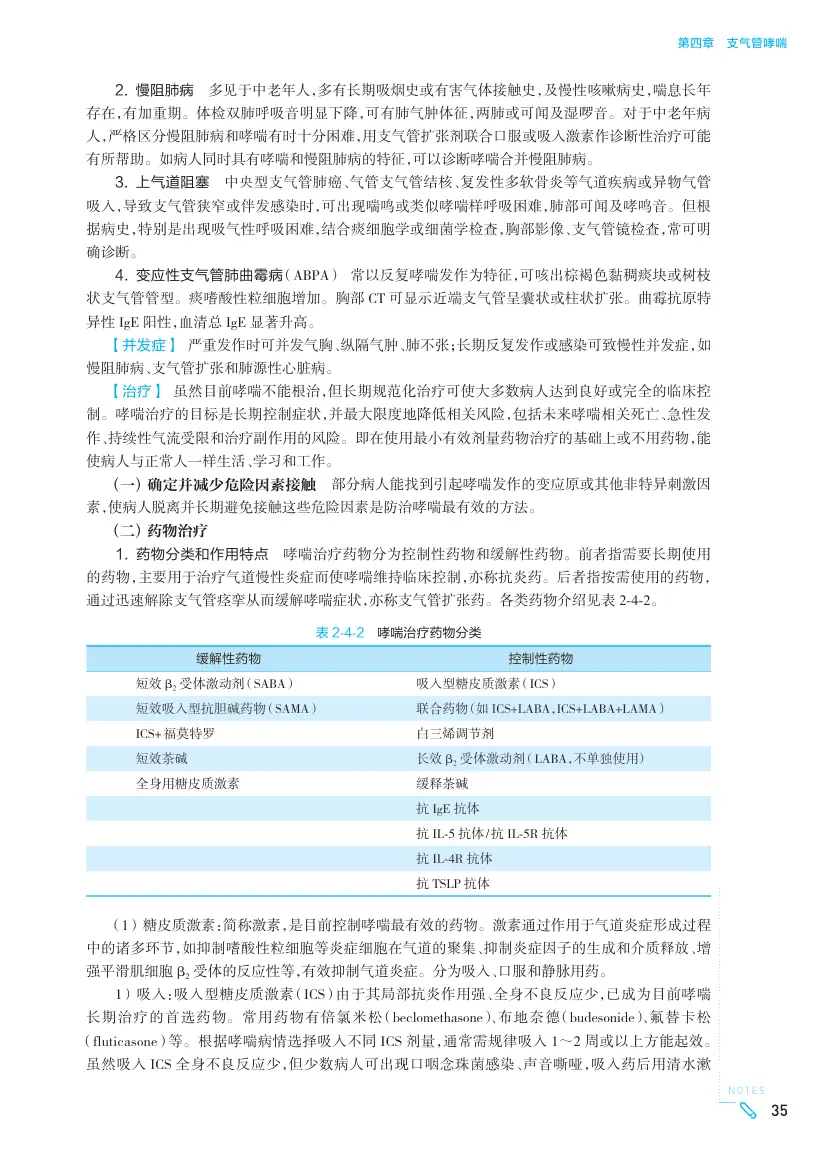 第四章 支气管哮喘
2. 慢阻肺病 多见于中老年人,多有长期吸烟史或有害气体接触史,及慢性咳嗽病史,喘息长年
存在,有加重期。体检双肺呼吸音明显下降,可有肺气肿体征,两肺或可闻及湿啰音。对于中老年病
人,严格区分慢阻肺病和哮喘有时十分困难,用支气管扩张剂联合口服或吸入激素作诊断性治疗可能
有所帮助。如病人同时具有哮喘和慢阻肺病的特征,可以诊断哮喘合并慢阻肺病。
3. 上气道阻塞 中央型支气管肺癌、气管支气管结核、复发性多软骨炎等气道疾病或异物气管
吸入,导致支气管狭窄或伴发感染时,可出现喘鸣或类似哮喘样呼吸困难,肺部可闻及哮鸣音。但根
据病史,特别是出现吸气性呼吸困难,结合痰细胞学或细菌学检查,胸部影像、支气管镜检查,常可明
确诊断。
4. 变应性支气管肺曲霉病(ABPA) 常以反复哮喘发作为特征,可咳出棕褐色黏稠痰块或树枝
状支气管管型。痰嗜酸性粒细胞增加。胸部 CT 可显示近端支气管呈囊状或柱状扩张。曲霉抗原特
异性 IgE 阳性,血清总 IgE 显著升高。
【并发症】 严重发作时可并发气胸、纵隔气肿、肺不张;长期反复发作或感染可致慢性并发症,如
慢阻肺病、支气管扩张和肺源性心脏病。
【治疗】 虽然目前哮喘不能根治,但长期规范化治疗可使大多数病人达到良好或完全的临床控
制。哮喘治疗的目标是长期控制症状,并最大限度地降低相关风险,包括未来哮喘相关死亡、急性发
作、持续性气流受限和治疗副作用的风险。即在使用最小有效剂量药物治疗的基础上或不用药物,能
使病人与正常人一样生活、学习和工作。
(一)确定并减少危险因素接触 部分病人能找到引起哮喘发作的变应原或其他非特异刺激因
素,使病人脱离并长期避免接触这些危险因素是防治哮喘最有效的方法。
(二)药物治疗
1. 药物分类和作用特点 哮喘治疗药物分为控制性药物和缓解性药物。前者指需要长期使用
的药物,主要用于治疗气道慢性炎症而使哮喘维持临床控制,亦称抗炎药。后者指按需使用的药物,
通过迅速解除支气管痉挛从而缓解哮喘症状,亦称支气管扩张药。各类药物介绍见表 2-4-2。
表 2-4-2 哮喘治疗药物分类
缓解性药物 控制性药物
短效 β₂ 受体激动剂(SABA) 吸入型糖皮质激素(ICS)
短效吸入型抗胆碱药物(SAMA) 联合药物(如 ICS+LABA,ICS+LABA+LAMA)
ICS+ 福莫特罗 白三烯调节剂
短效茶碱 长效 β₂ 受体激动剂(LABA,不单独使用)
全身用糖皮质激素 缓释茶碱
抗 IgE 抗体
抗 IL-5 抗体/抗 IL-5R 抗体
抗 IL-4R 抗体
抗 TSLP 抗体
(1)糖皮质激素:简称激素,是目前控制哮喘最有效的药物。激素通过作用于气道炎症形成过程
中的诸多环节,如抑制嗜酸性粒细胞等炎症细胞在气道的聚集、抑制炎症因子的生成和介质释放、增
强平滑肌细胞 β₂ 受体的反应性等,有效抑制气道炎症。分为吸入、口服和静脉用药。
1)吸入:吸入型糖皮质激素(ICS)由于其局部抗炎作用强、全身不良反应少,已成为目前哮喘
长期治疗的首选药物。常用药物有倍氯米松(beclomethasone)、布地奈德(budesonide)、氟替卡松
(fluticasone)等。根据哮喘病情选择吸入不同 ICS 剂量,通常需规律吸入 1～2 周或以上方能起效。
虽然吸入 ICS 全身不良反应少,但少数病人可出现口咽念珠菌感染、声音嘶哑,吸入药后用清水漱
NOTES
35